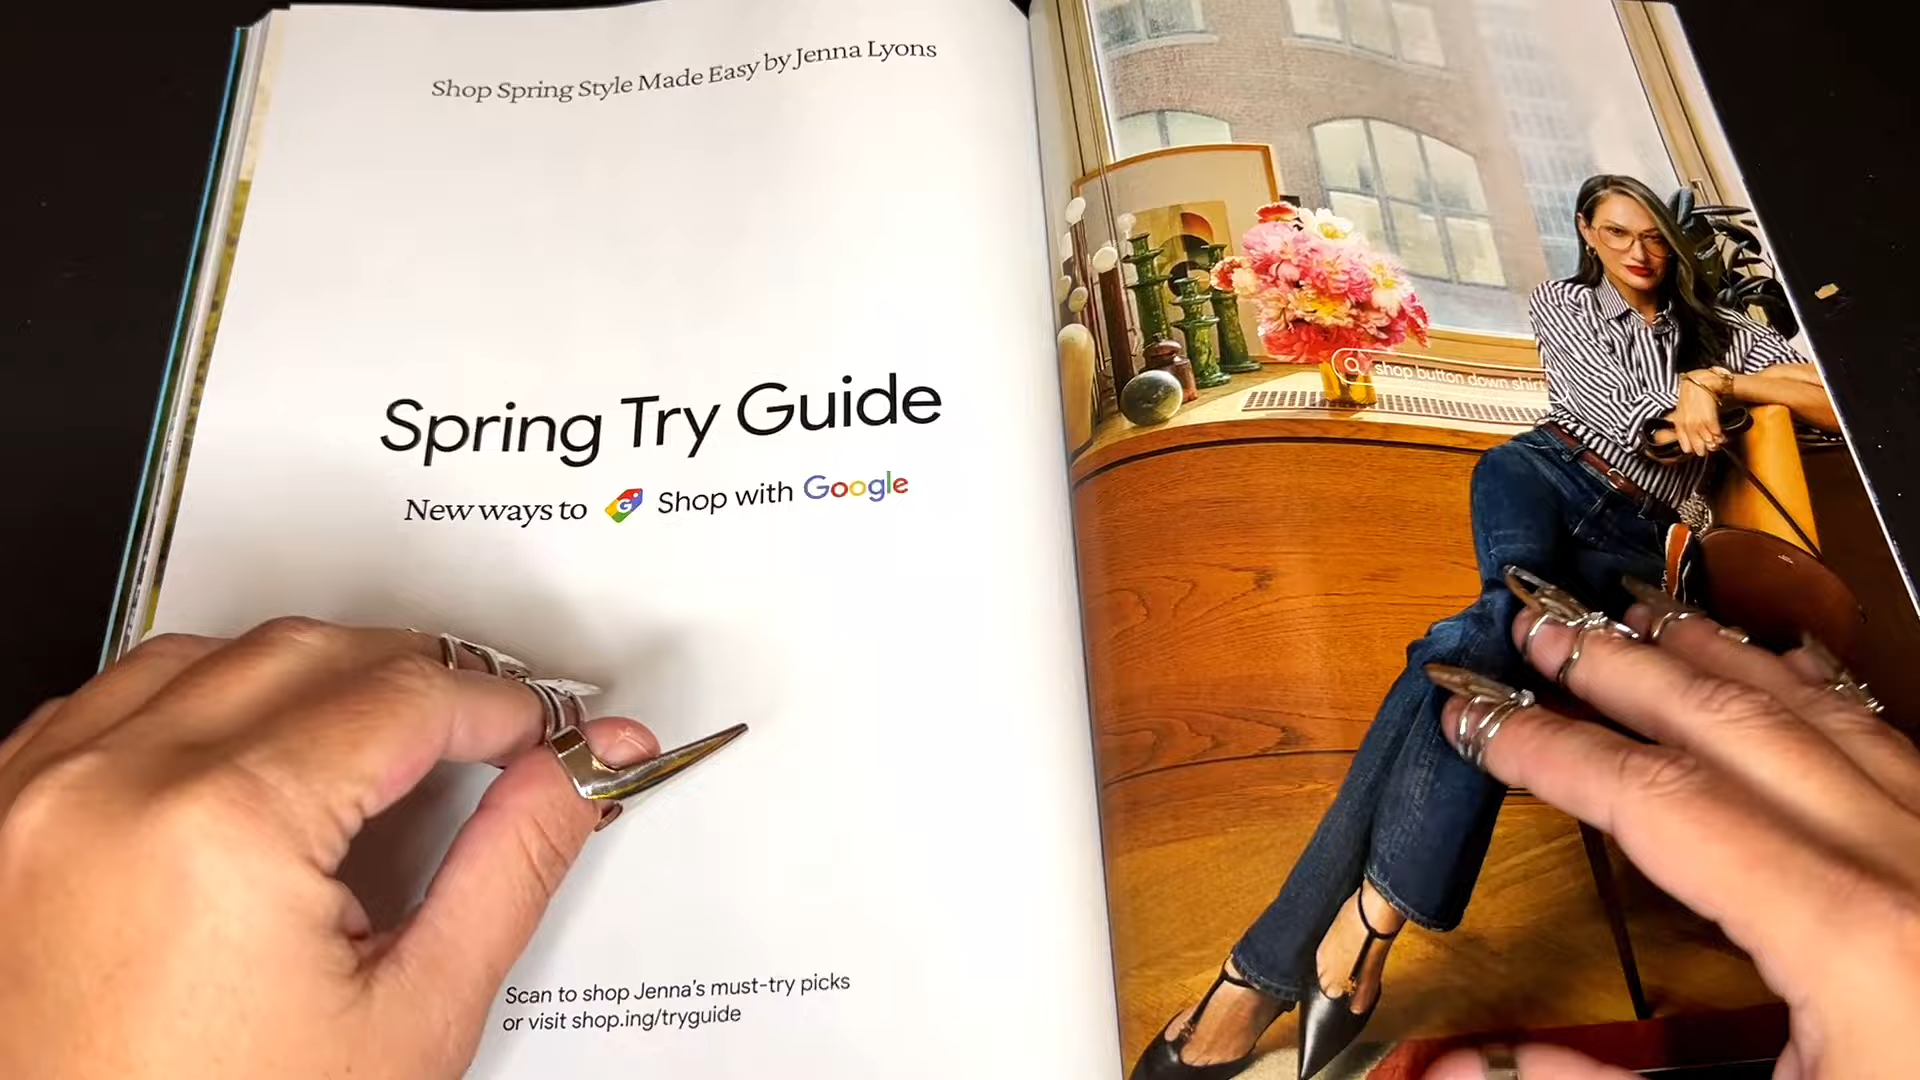 Shop Spring Style Made Easy by Jenna Lyons
Spring Try Guide
New ways to G Shop with Google
Scan to shop Jenna's must-try picks
or visit shop.ing/tryguide
shop button down shirt